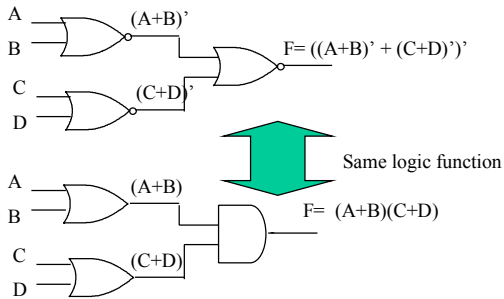 A
(A+B)’
B
F= ((A+B)’ + (C+D)’)’
C
(C+D)’
D
Same logic function
A
(A+B)
B
F=  (A+B)(C+D)
C
(C+D)
D